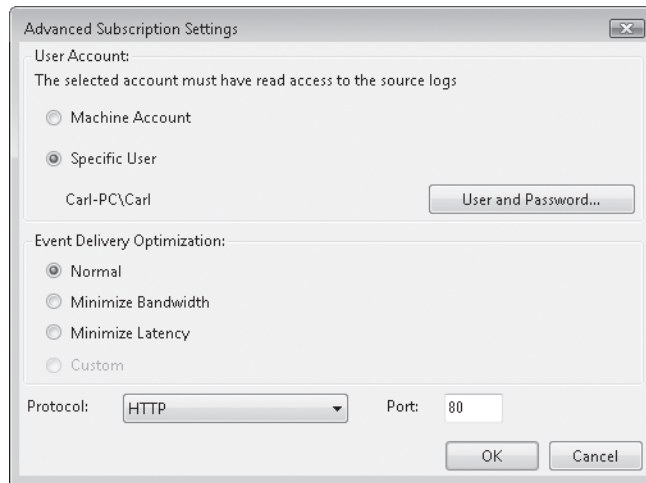 Advanced Subscription Settings
User Account:
The selected account must have read access to the source logs
Machine Account
Specific User
Carl-PC\Carl
User and Password...
Event Delivery Optimization:
Normal
Minimize Bandwidth
Minimize Latency
Custom
Protocol: HTTP Port: 80
OK Cancel